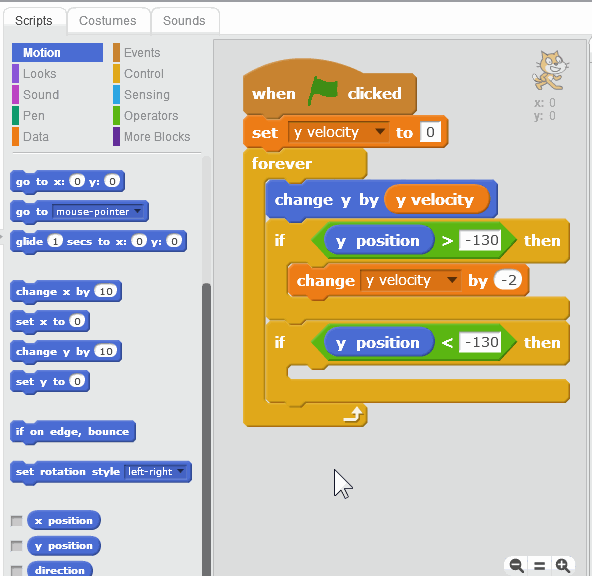 Scripts Costumes Sounds
Motion Events
Looks Control
Sound Sensing
Pen Operators
Data More Blocks
go to x: 0 y: 0
go to mouse-pointer
glide 1 secs to x: 0 y: 0
change x by 10
set x to 0
change y by 10
set y to 0
if on edge, bounce
set rotation style left-right
x position
y position
direction
when clicked
set y velocity to 0
forever
change y by y velocity
if y position > -130 then
change y velocity by -2
if y position < -130 then
x: 0
y: 0